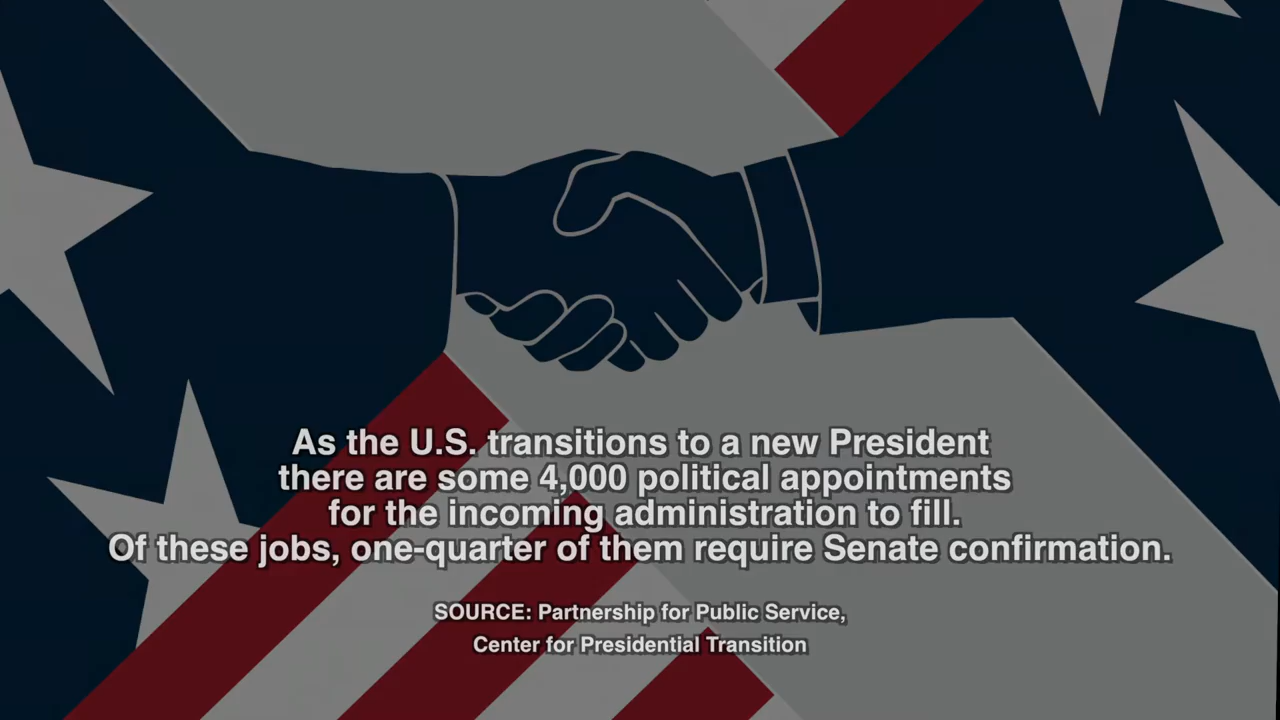 As the U.S. transitions to a new President
there are some 4,000 political appointments
for the incoming administration to fill.
Of these jobs, one-quarter of them require Senate confirmation.
SOURCE: Partnership for Public Service,
Center for Presidential Transition